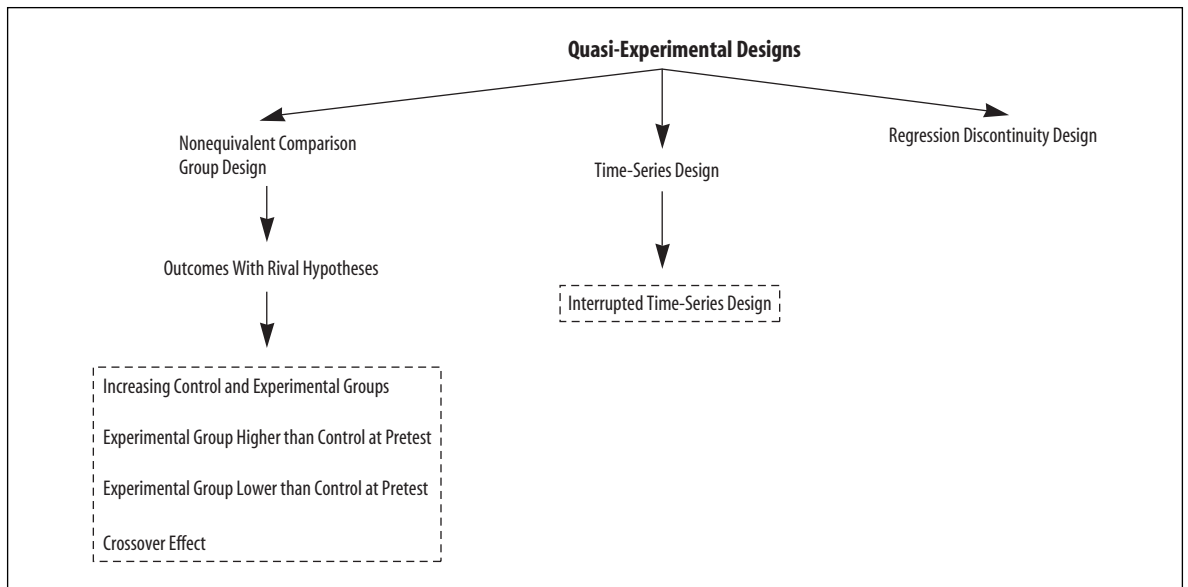 Quasi-Experimental Designs
Nonequivalent Comparison
Group Design
Time-Series Design
Regression Discontinuity Design
Outcomes With Rival Hypotheses
Interrupted Time-Series Design
Increasing Control and Experimental Groups
Experimental Group Higher than Control at Pretest
Experimental Group Lower than Control at Pretest
Crossover Effect